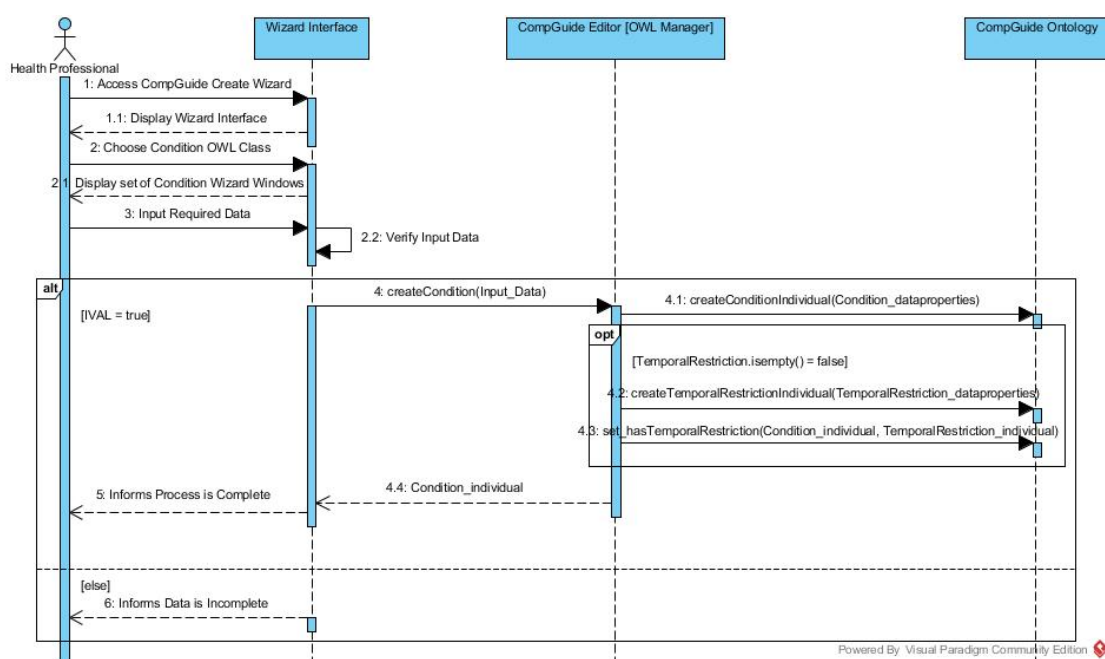 Wizard Interface
CompGuide Editor [OWL Manager]
CompGuide Ontology
Health Professional
1: Access CompGuide Create Wizard
1.1: Display Wizard Interface
2: Choose Condition OWL Class
2.1: Display set of Condition Wizard Windows
3: Input Required Data
2.2: Verify Input Data
alt
4: createCondition(Input_Data)
4.1: createConditionIndividual(Condition_dataproperties)
[IVAL = true]
opt
[TemporalRestriction.isempty() = false]
4.2: createTemporalRestrictionIndividual(TemporalRestriction_dataproperties)
4.3: set_hasTemporalRestriction(Condition_individual, TemporalRestriction_individual)
4.4: Condition_individual
5: Informs Process is Complete
[else]
6: Informs Data is Incomplete
Powered By Visual Paradigm Community Edition